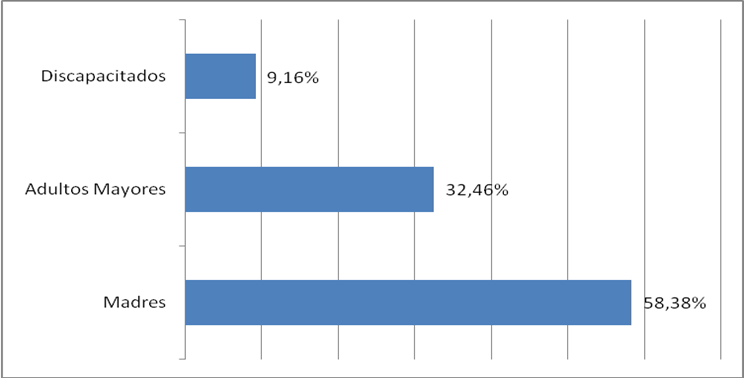 Discapacitados 9,16%
Adultos Mayores 32,46%
Madres 58,38%